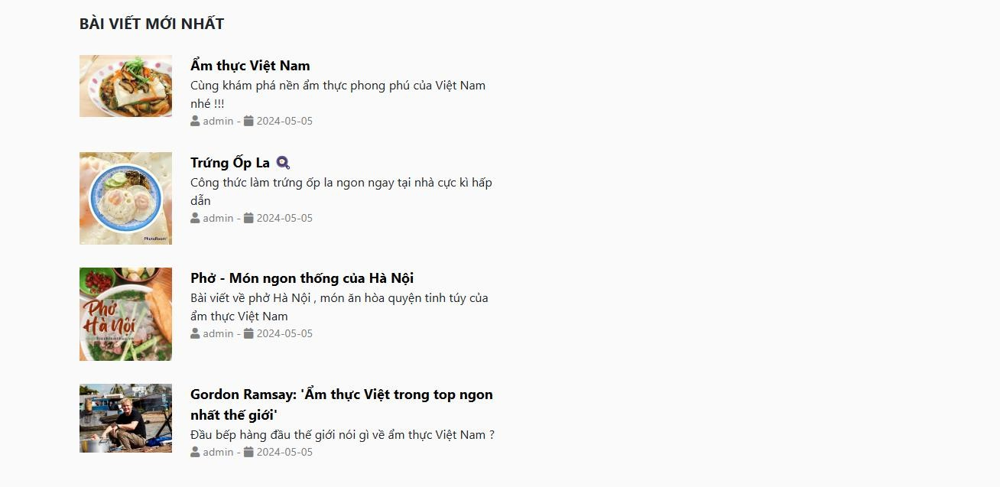 BÀI VIẾT MỚI NHẤT
Ẩm thực Việt Nam
Cùng khám phá nền ẩm thực phong phú của Việt Nam
nhé !!!
admin - 2024-05-05
Trứng Ốp La
Công thức làm trứng ốp la ngon ngay tại nhà cực kì hấp
dẫn
admin - 2024-05-05
PhotoRoom
Phở - Món ngon thống của Hà Nội
Bài viết về phở Hà Nội , món ăn hòa quyện tinh túy của
ẩm thực Việt Nam
admin - 2024-05-05
Phở
Hà Nội
Gordon Ramsay: 'Ẩm thực Việt trong top ngon
nhất thế giới'
Đầu bếp hàng đầu thế giới nói gì về ẩm thực Việt Nam ?
admin - 2024-05-05